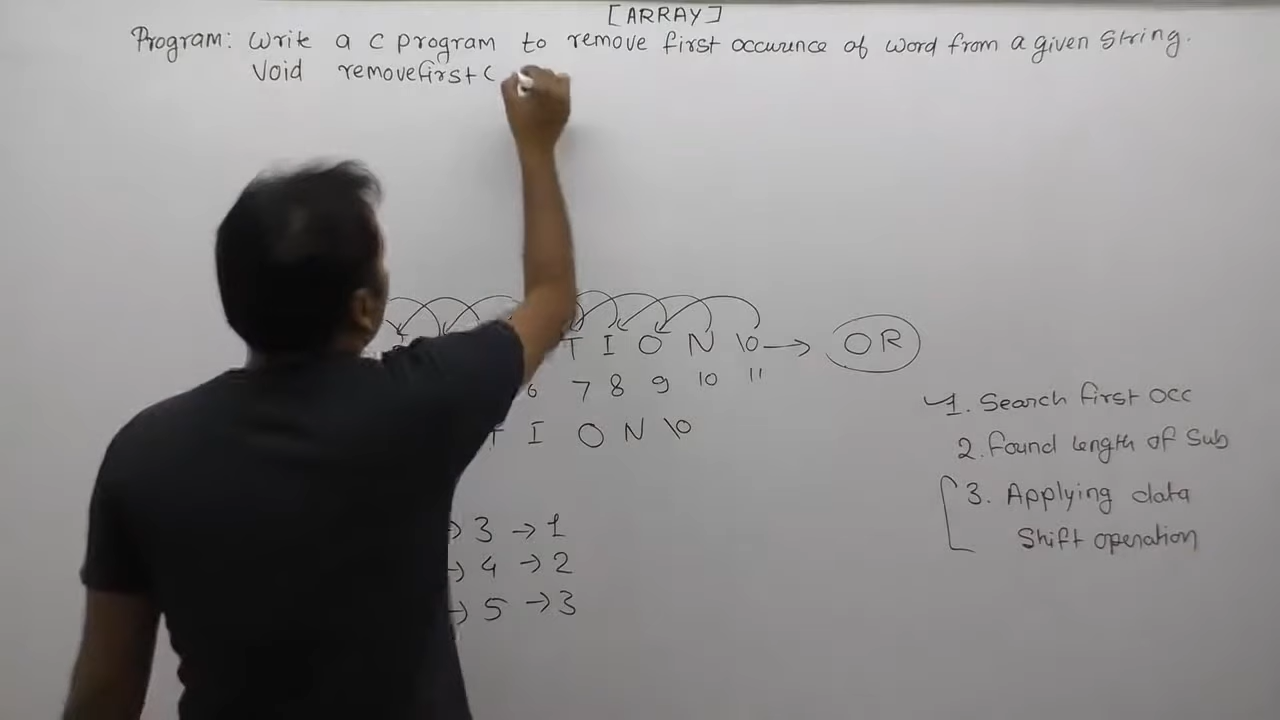 [ARRAY]
Program: Write a C program to remove first occurence of word from a given string.
Void removefirst (
T I O N \0 → OR
6 7 8 9 10 11
I O N \0
1. Search first occ
2. Found length of Sub
3. Applying data
Shift operation
→ 3 → 1
→ 4 → 2
→ 5 → 3